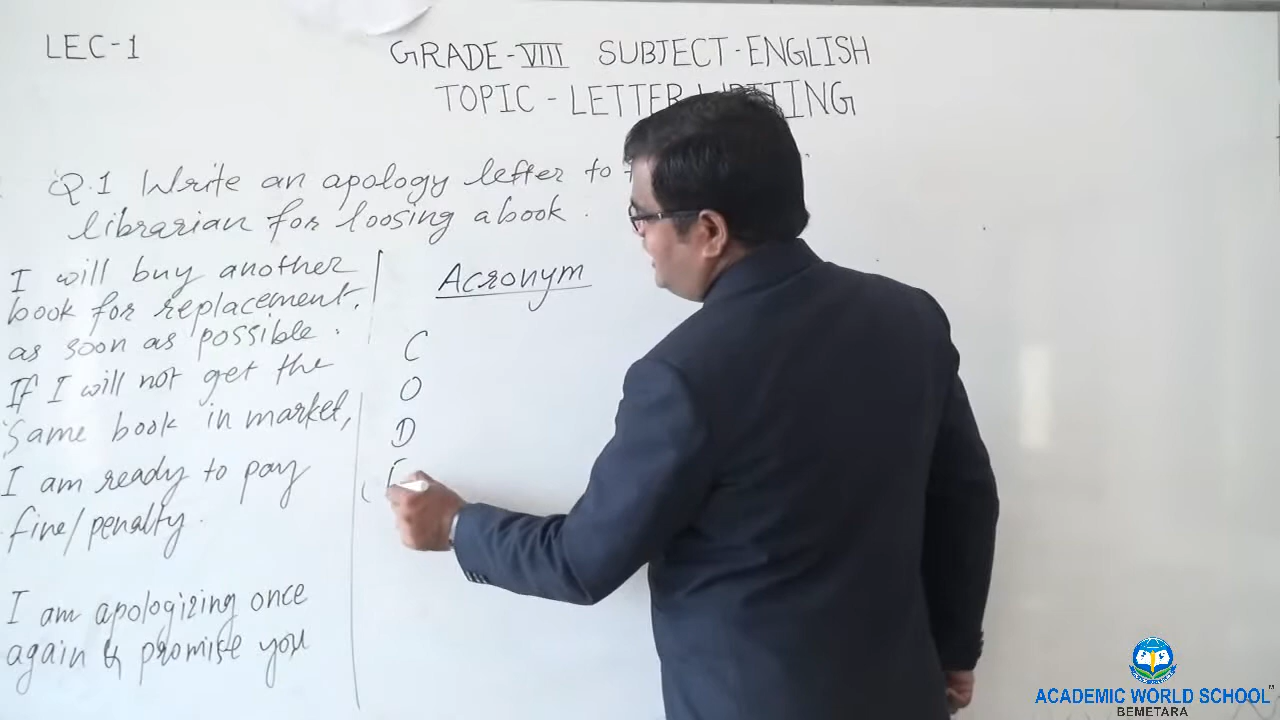 LEC-1
GRADE-VIII SUBJECT-ENGLISH
TOPIC - LETTER WRITING
Q.1 Write an apology letter to
librarian for loosing a book.
I will buy another
book for replacement.
as soon as possible.
If I will not get the
Same book in market,
I am ready to pay
fine/penalty.
I am apologizing once
again & promise you
Acronym
C
O
D
ACADEMIC WORLD SCHOOL
BEMETARA